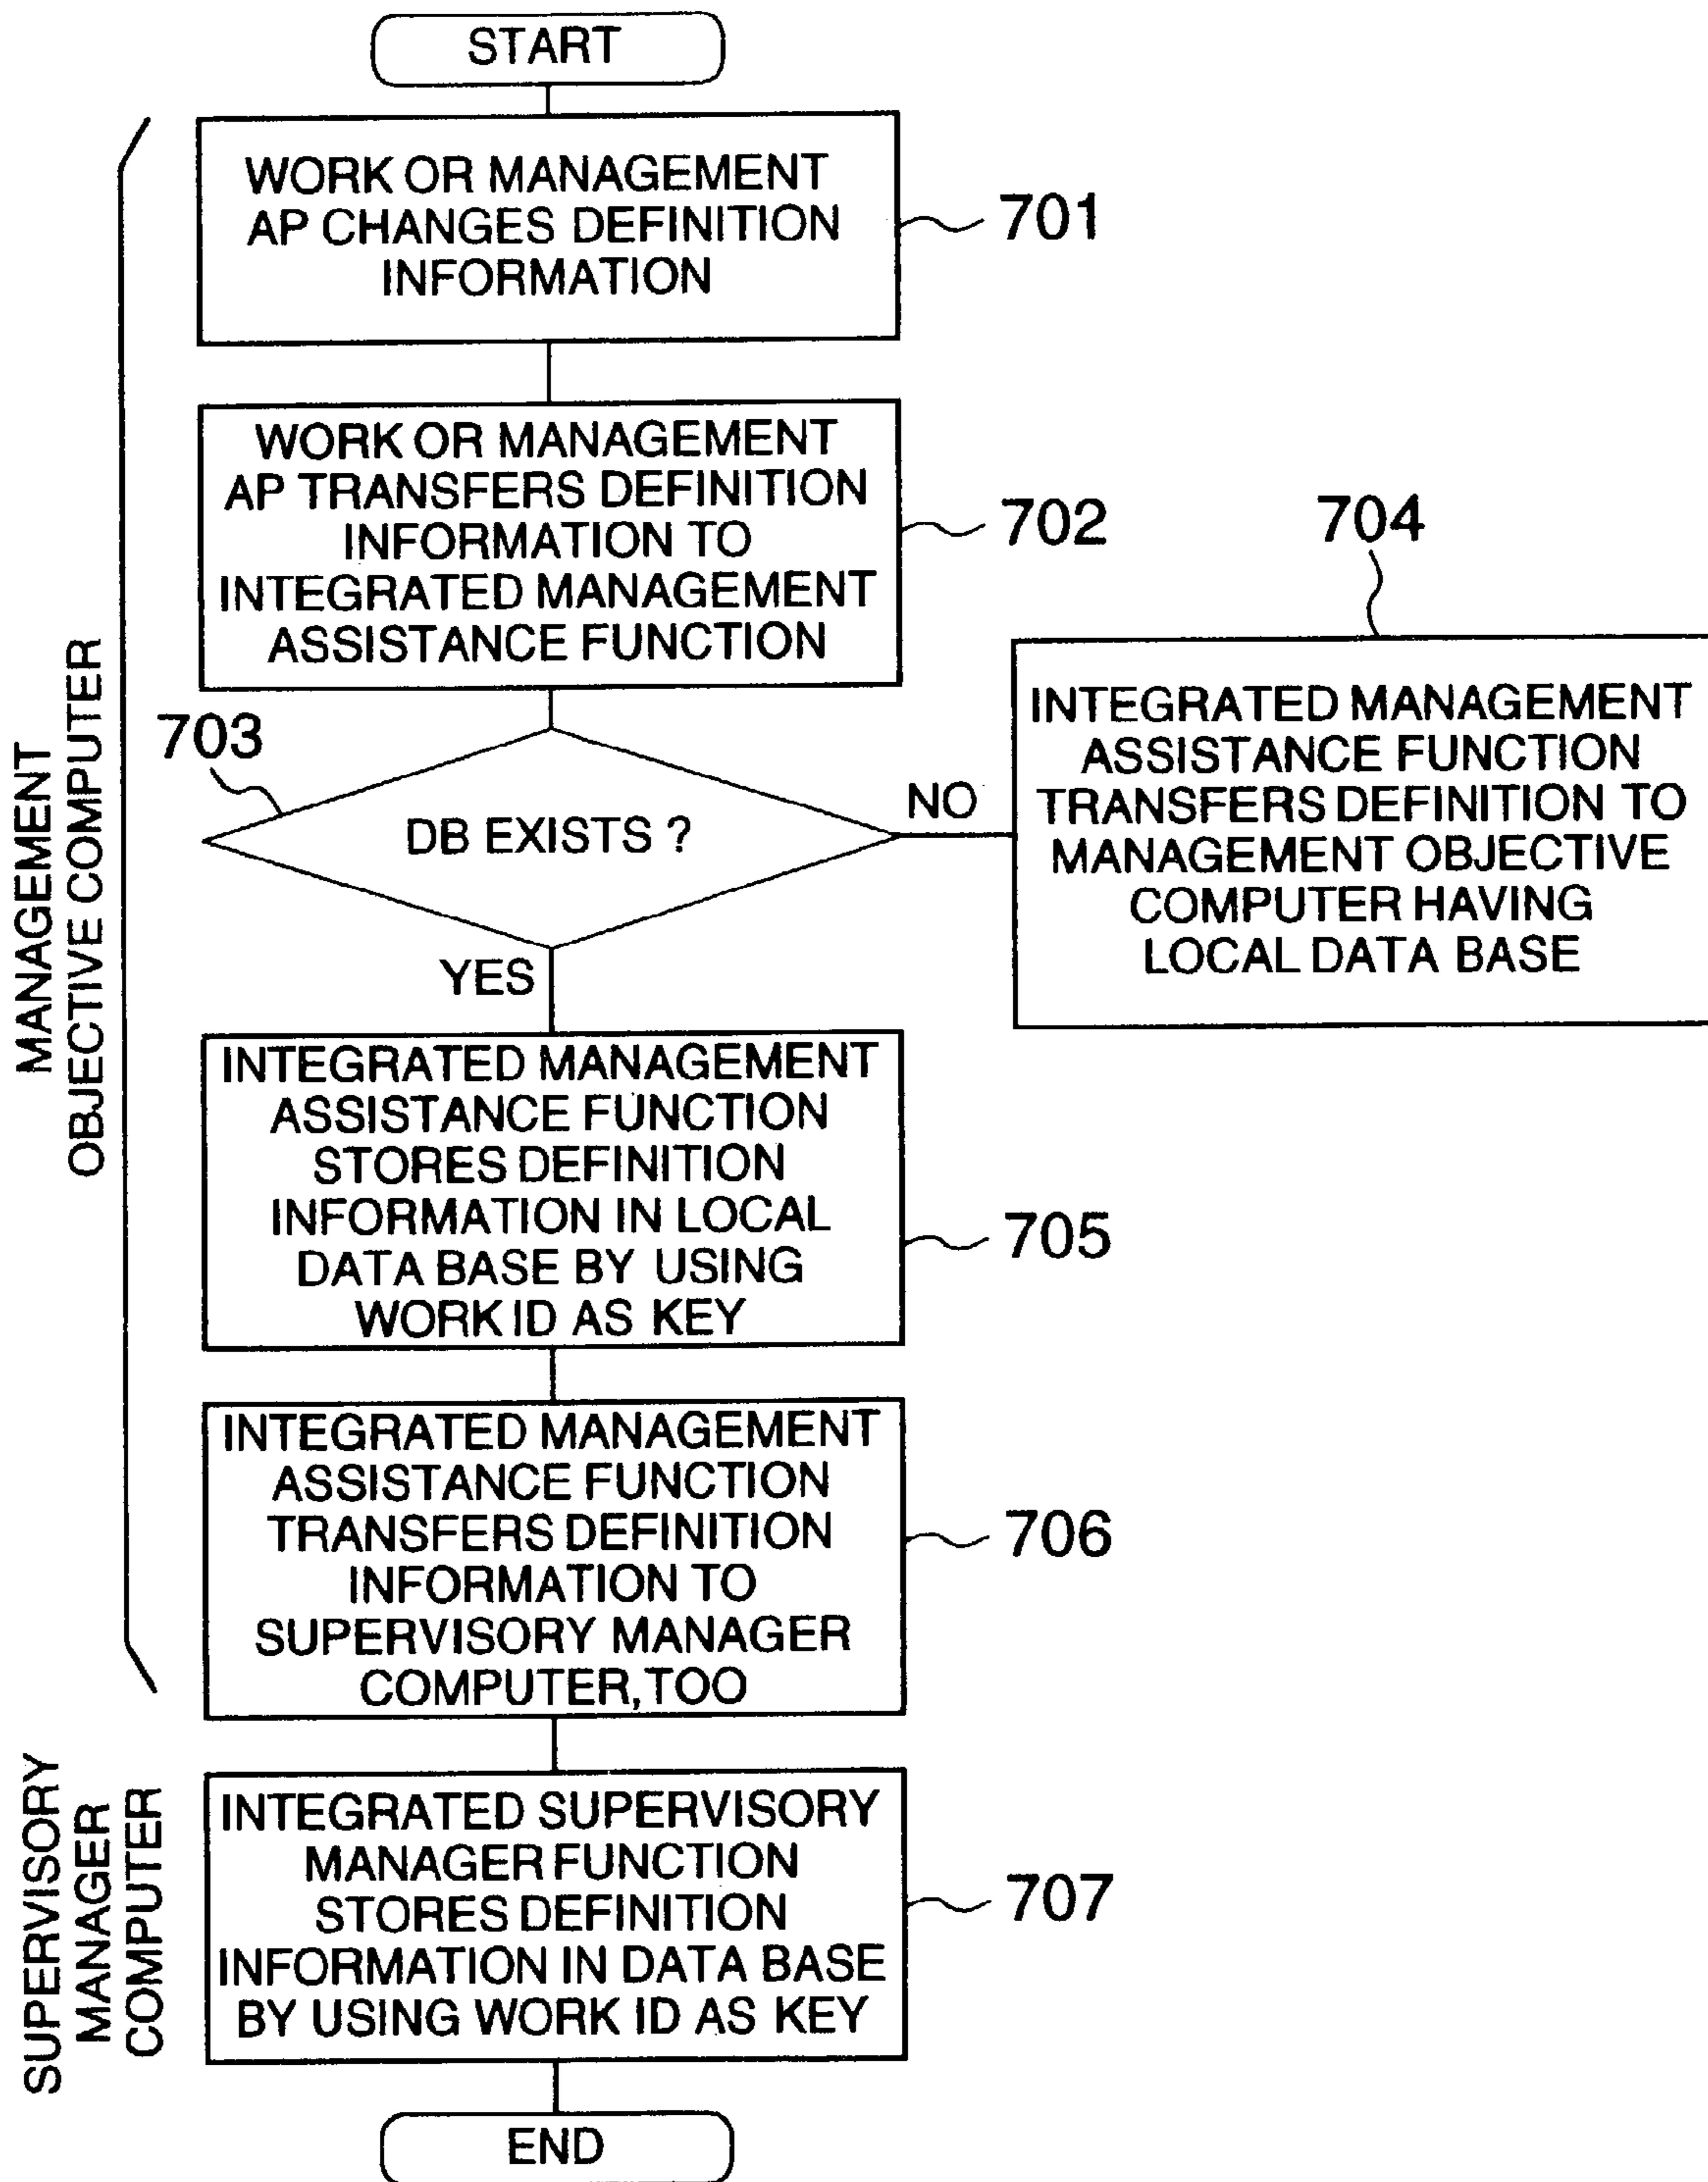 START
WORK OR MANAGEMENT
AP CHANGES DEFINITION
INFORMATION
701
WORK OR MANAGEMENT
AP TRANSFERS DEFINITION
INFORMATION TO
INTEGRATED MANAGEMENT
ASSISTANCE FUNCTION
702
703
DB EXISTS ?
NO
YES
704
INTEGRATED MANAGEMENT
ASSISTANCE FUNCTION
TRANSFERS DEFINITION TO
MANAGEMENT OBJECTIVE
COMPUTER HAVING
LOCAL DATA BASE
INTEGRATED MANAGEMENT
ASSISTANCE FUNCTION
STORES DEFINITION
INFORMATION IN LOCAL
DATA BASE BY USING
WORK ID AS KEY
705
INTEGRATED MANAGEMENT
ASSISTANCE FUNCTION
TRANSFERS DEFINITION
INFORMATION TO
SUPERVISORY MANAGER
COMPUTER, TOO
706
MANAGEMENT
OBJECTIVE COMPUTER
INTEGRATED SUPERVISORY
MANAGER FUNCTION
STORES DEFINITION
INFORMATION IN DATA BASE
BY USING WORK ID AS KEY
707
SUPERVISORY
MANAGER
COMPUTER
END